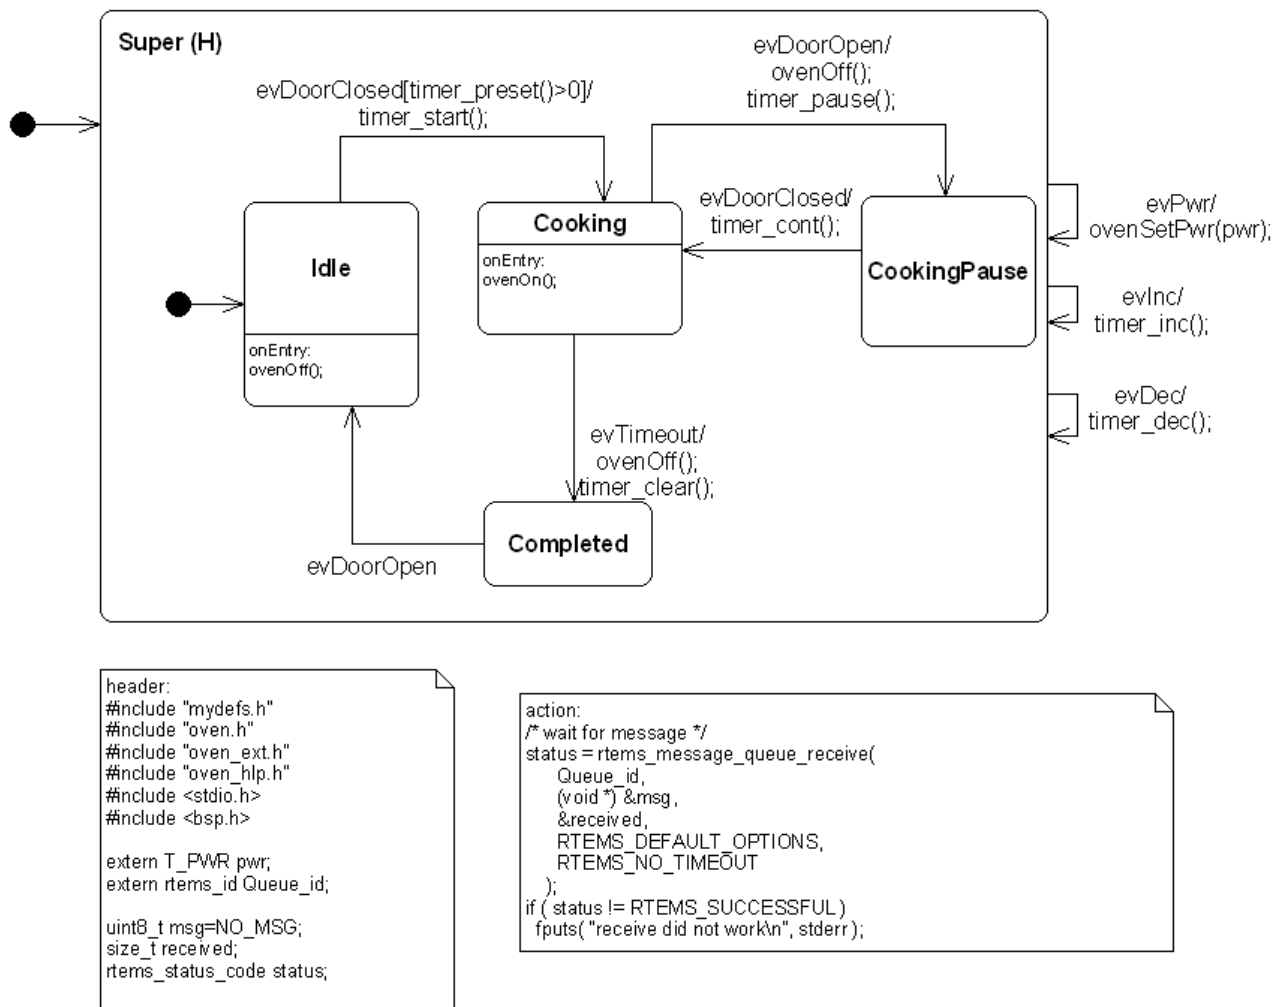 Super (H)
evDoorClosed[timer_preset()>0]/
timer_start();
evDoorOpen/
ovenOff();
timer_pause();
Idle
onEntry:
ovenOff();
Cooking
onEntry:
ovenOn();
evDoorClosed/
timer_cont();
CookingPause
evPwr/
ovenSetPwr(pwr);
evInc/
timer_inc();
evDec/
timer_dec();
evTimeout/
ovenOff();
timer_clear();
Completed
evDoorOpen
header:
#include "mydefs.h"
#include "oven.h"
#include "oven_ext.h"
#include "oven_hlp.h"
#include <stdio.h>
#include <bsp.h>
extern T_PWR pwr;
extern rtems_id Queue_id;
uint8_t msg=NO_MSG;
size_t received;
rtems_status_code status;
action:
/* wait for message */
status = rtems_message_queue_receive(
Queue_id,
(void *) &msg,
&received,
RTEMS_DEFAULT_OPTIONS,
RTEMS_NO_TIMEOUT
);
if ( status != RTEMS_SUCCESSFUL )
fputs( "receive did not work\n", stderr );